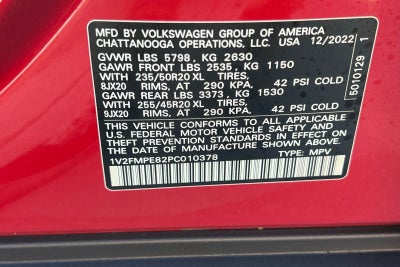 MFD BY VOLKSWAGEN GROUP OF AMERICA
CHATTANOOGA OPERATIONS, LLC. USA 12/2022
GVWR LBS 5798, KG 2630
GAWR FRONT LBS 2535, KG 1150
WITH 235/50R20 XL TIRES,
8JX20 RIMS, AT 290 KPA. 42 PSI COLD
GAWR REAR LBS 3373, KG 1530
WITH 255/45R20 XL TIRES,
9JX20 RIMS, AT 290 KPA. 42 PSI COLD
THIS VEHICLE CONFORMS TO ALL APPLICABLE
U.S. FEDERAL MOTOR VEHICLE SAFETY AND
THEFT PREVENTION STANDARDS IN EFFECT ON
THE DATE OF MANUFACTURE SHOWN ABOVE.
1V2FMPE82PC010378 TYPE: MPV
5010129 1